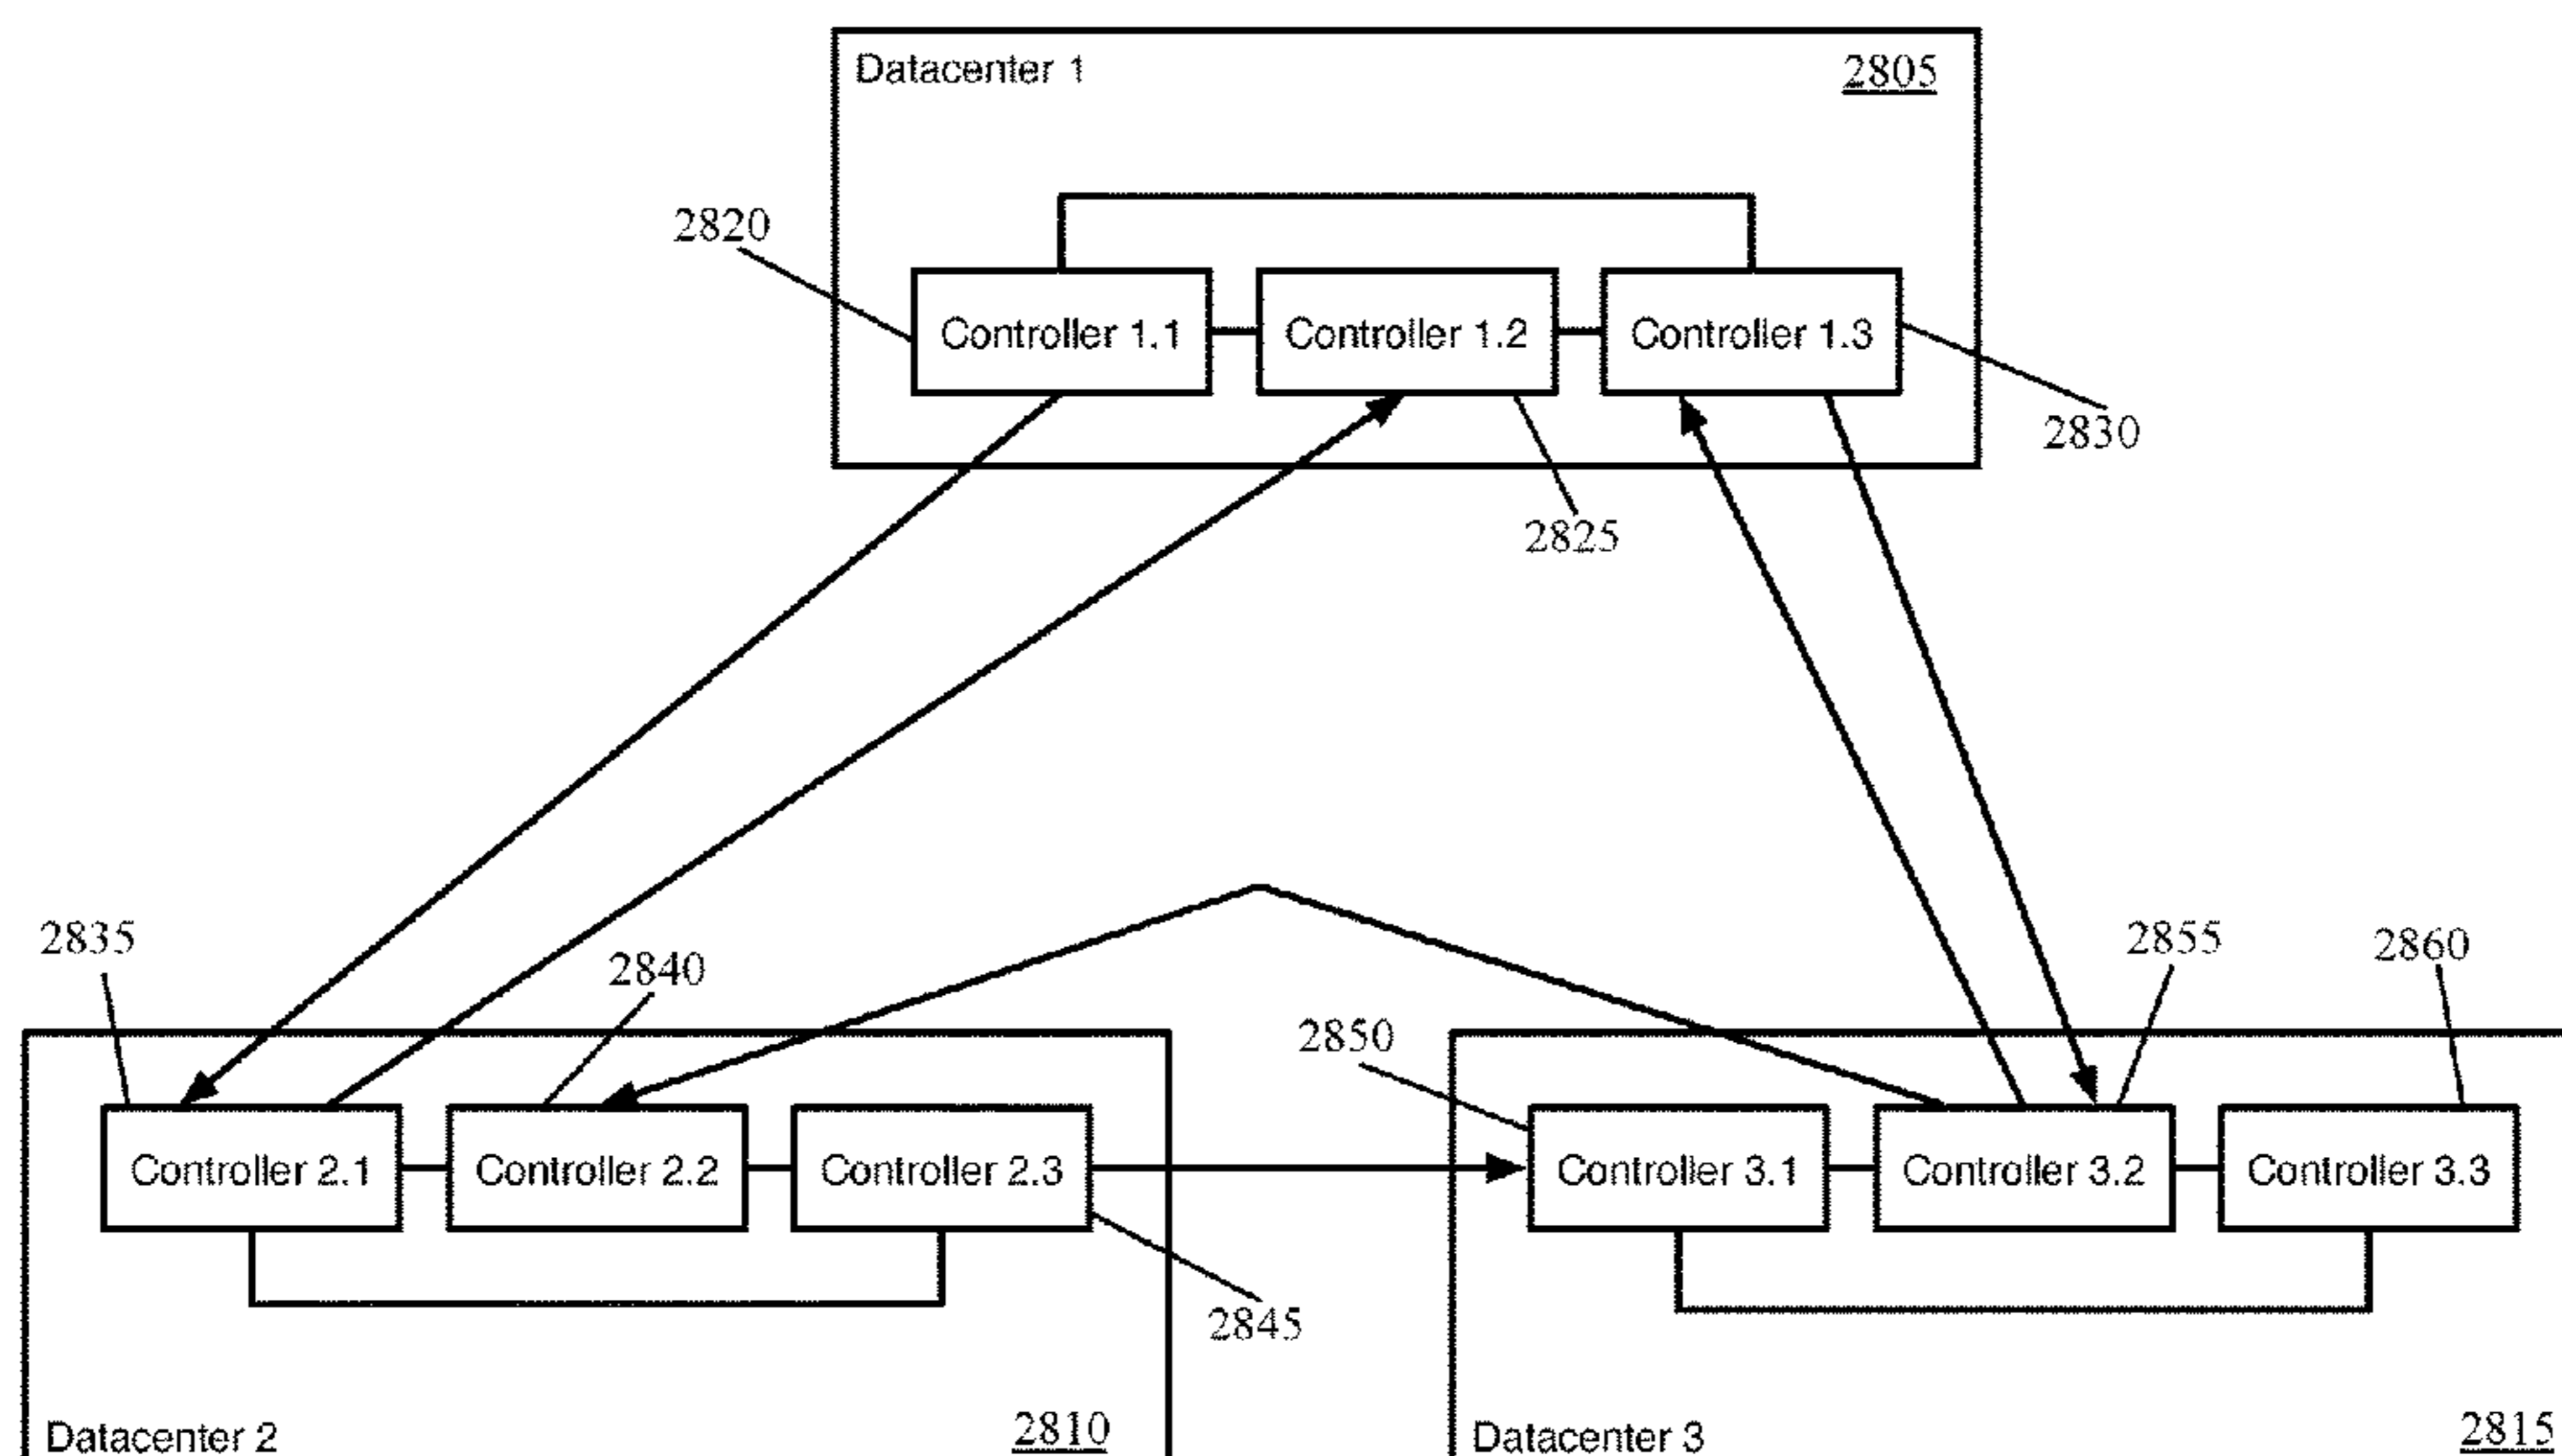 Datacenter 1
2805
2820
Controller 1.1
Controller 1.2
Controller 1.3
2830
2825
2835
2840
2855
2860
2850
Controller 2.1
Controller 2.2
Controller 2.3
Controller 3.1
Controller 3.2
Controller 3.3
2845
Datacenter 2
2810
Datacenter 3
2815